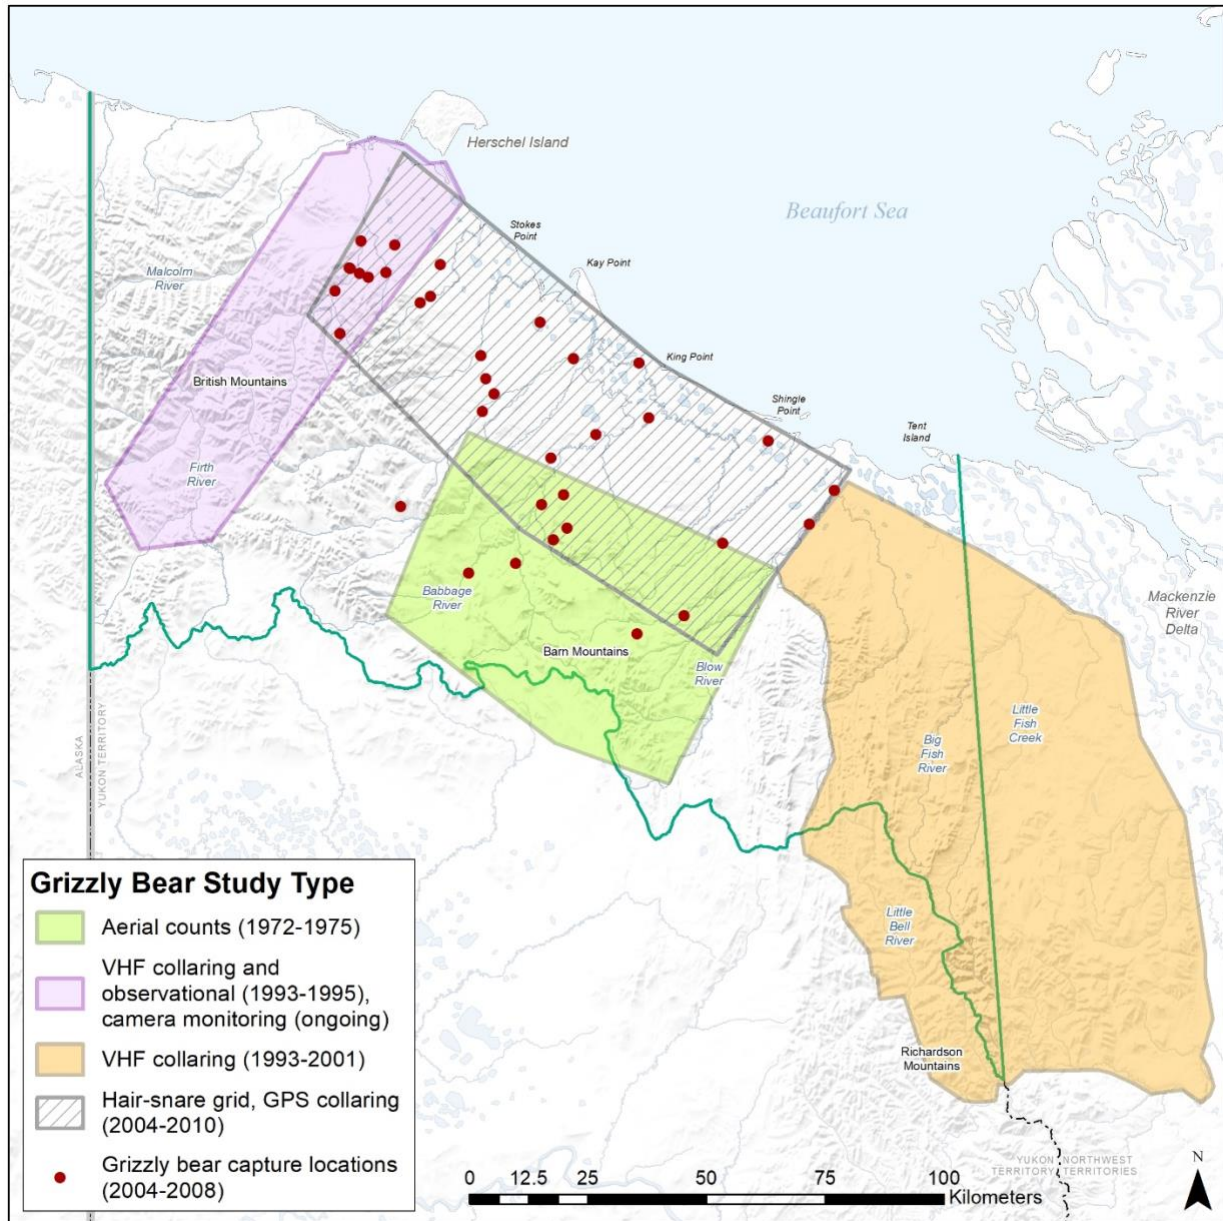 Herschel Island
Beaufort Sea
Stokes
Point
Kay Point
Malcolm
River
King Point
British Mountains
Shingle
Point
Tent
Island
Firth
River
Babbage
River
Mackenzie
River
Delta
Barn Mountains
Blow
River
Little
Fish
Creek
Big
Fish
River
ALASKA
YUKON TERRITORY
Little
Bell
River
Richardson
Mountains
Grizzly Bear Study Type
Aerial counts (1972-1975)
VHF collaring and
observational (1993-1995),
camera monitoring (ongoing)
VHF collaring (1993-2001)
Hair-snare grid, GPS collaring
(2004-2010)
Grizzly bear capture locations
(2004-2008)
0 12.5 25 50 75 100
Kilometers
YUKON NORTHWEST
TERRITORY TERRITORIES
N